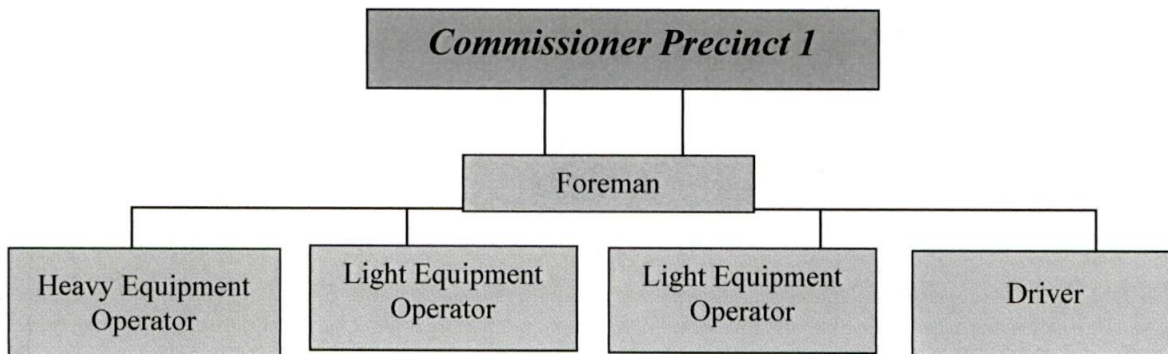 Commissioner Precinct 1
Foreman
Heavy Equipment
Operator
Light Equipment
Operator
Light Equipment
Operator
Driver